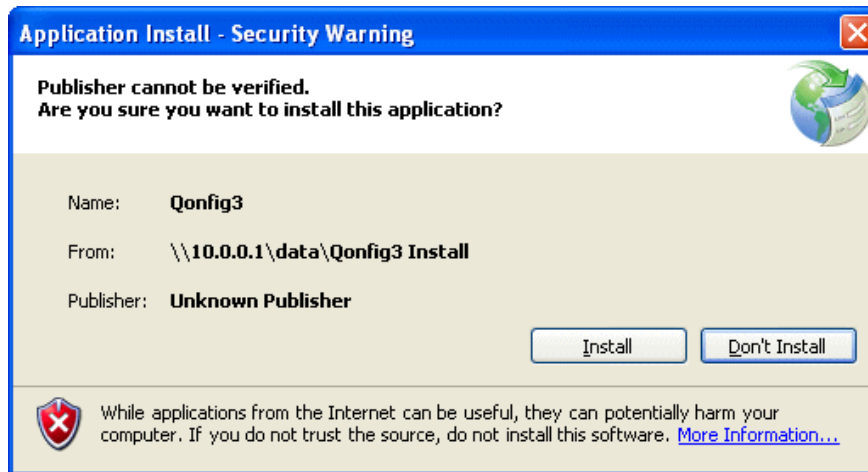 Application Install - Security Warning
Publisher cannot be verified.
Are you sure you want to install this application?
Name: Qonfig3
From: \\10.0.0.1\data\Qonfig3 Install
Publisher: Unknown Publisher
Install Don't Install
While applications from the Internet can be useful, they can potentially harm your
computer. If you do not trust the source, do not install this software. More Information...